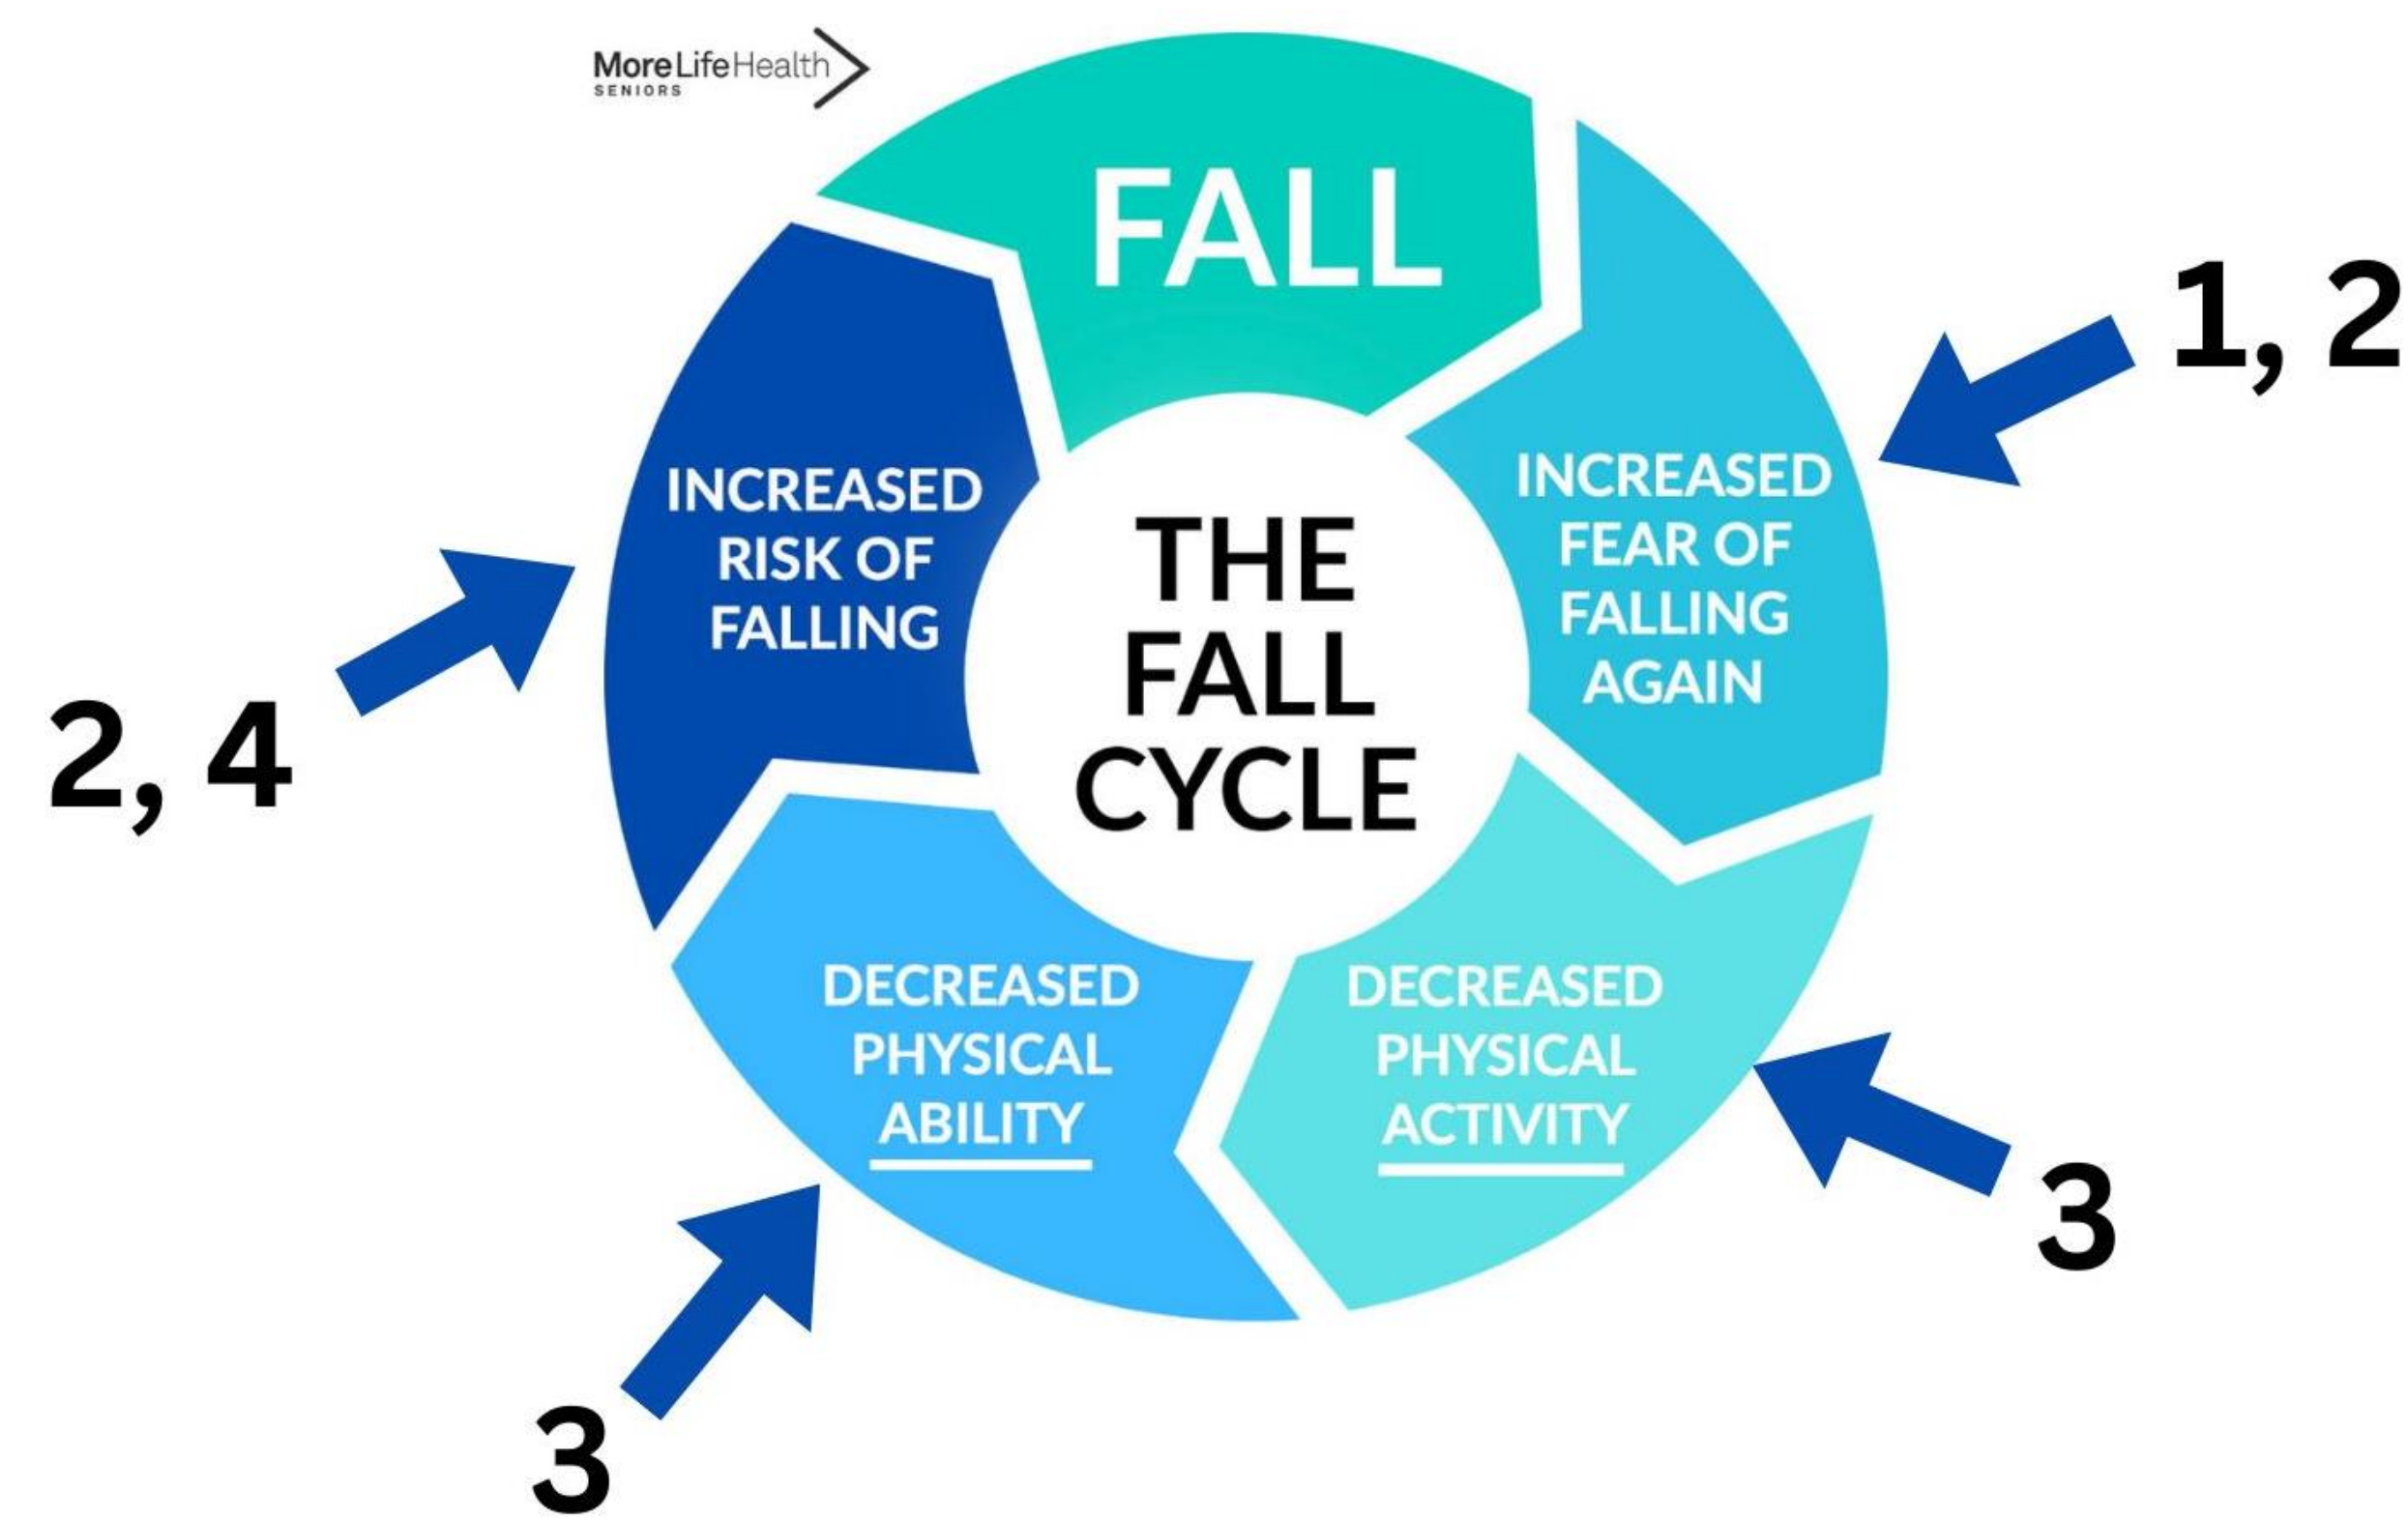 MoreLifeHealth
SENIORS
FALL
1, 2
INCREASED
FEAR OF
FALLING
AGAIN
INCREASED
RISK OF
FALLING
THE
FALL
CYCLE
2, 4
DECREASED
PHYSICAL
ACTIVITY
DECREASED
PHYSICAL
ABILITY
3
3